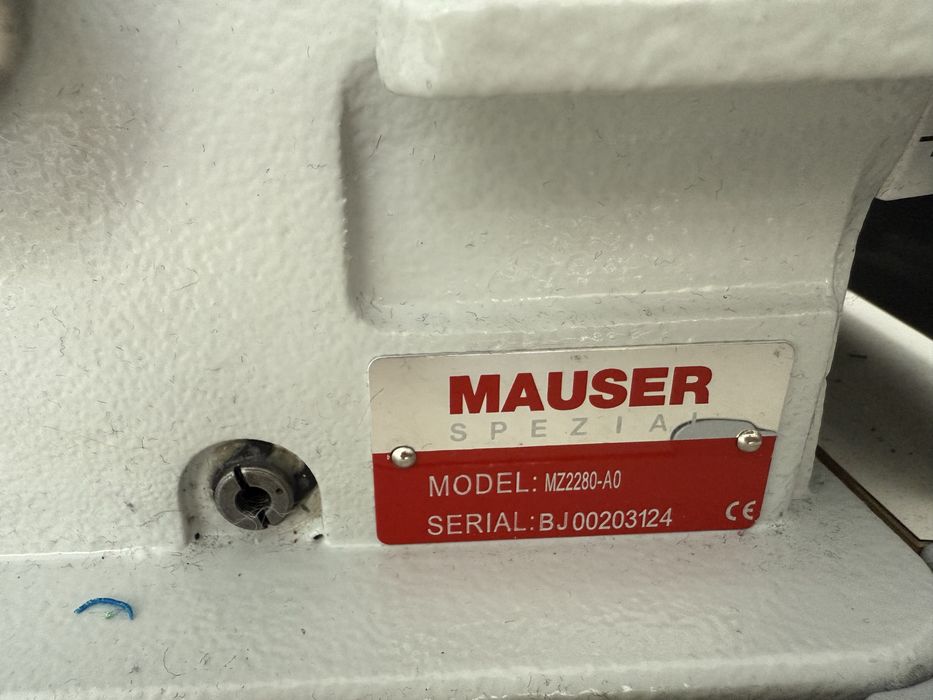 MAUSER
SPEZIAL
MODEL: MZ2280-A0
SERIAL: BJ00203124
CE